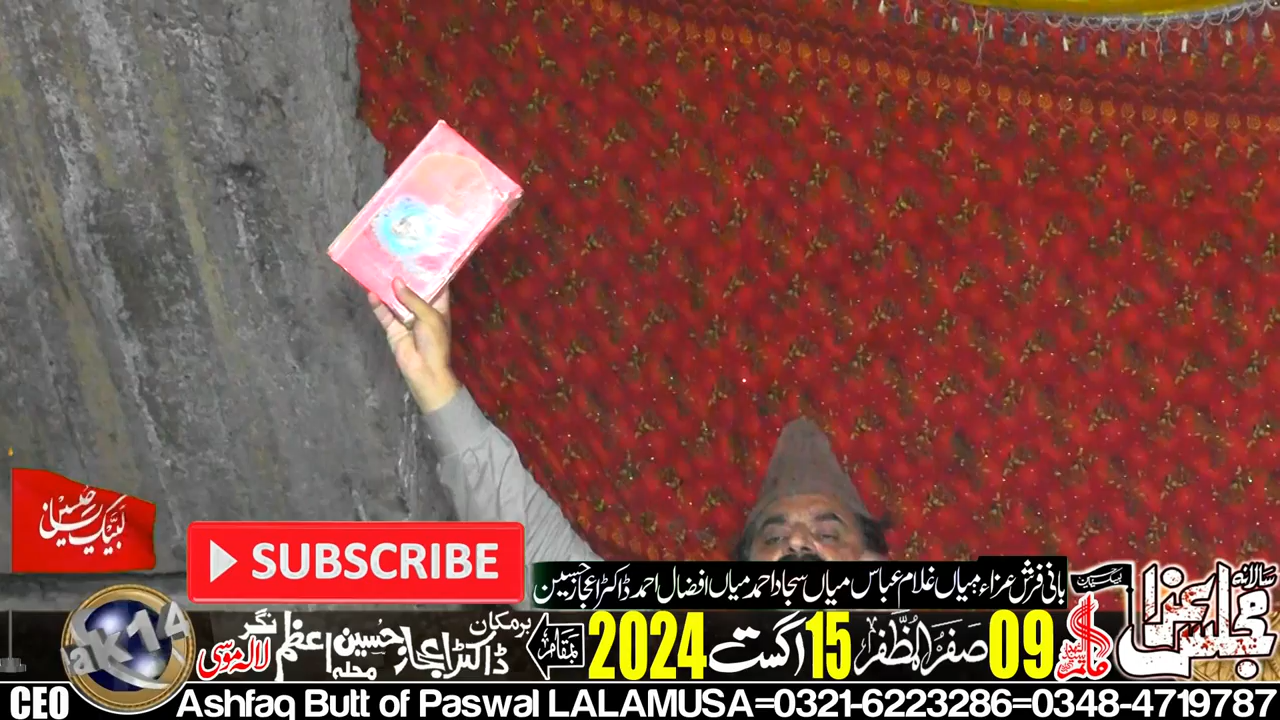 لبیک یا حسین
SUBSCRIBE
بانی فرش عزاء میاں غلام عباس میاں سجاد احمد میاں افضال احمد ڈاکٹر اعجاز حسین
سالانہ مجلس عزا
09 صفر المظفر 15 اگست 2024 بمقام برمکان ڈاکٹر اعجاز حسین محلہ اعظم نگر لالہ موسیٰ
ak14
CEO Ashfaq Butt of Paswal LALAMUSA=0321-6223286=0348-4719787